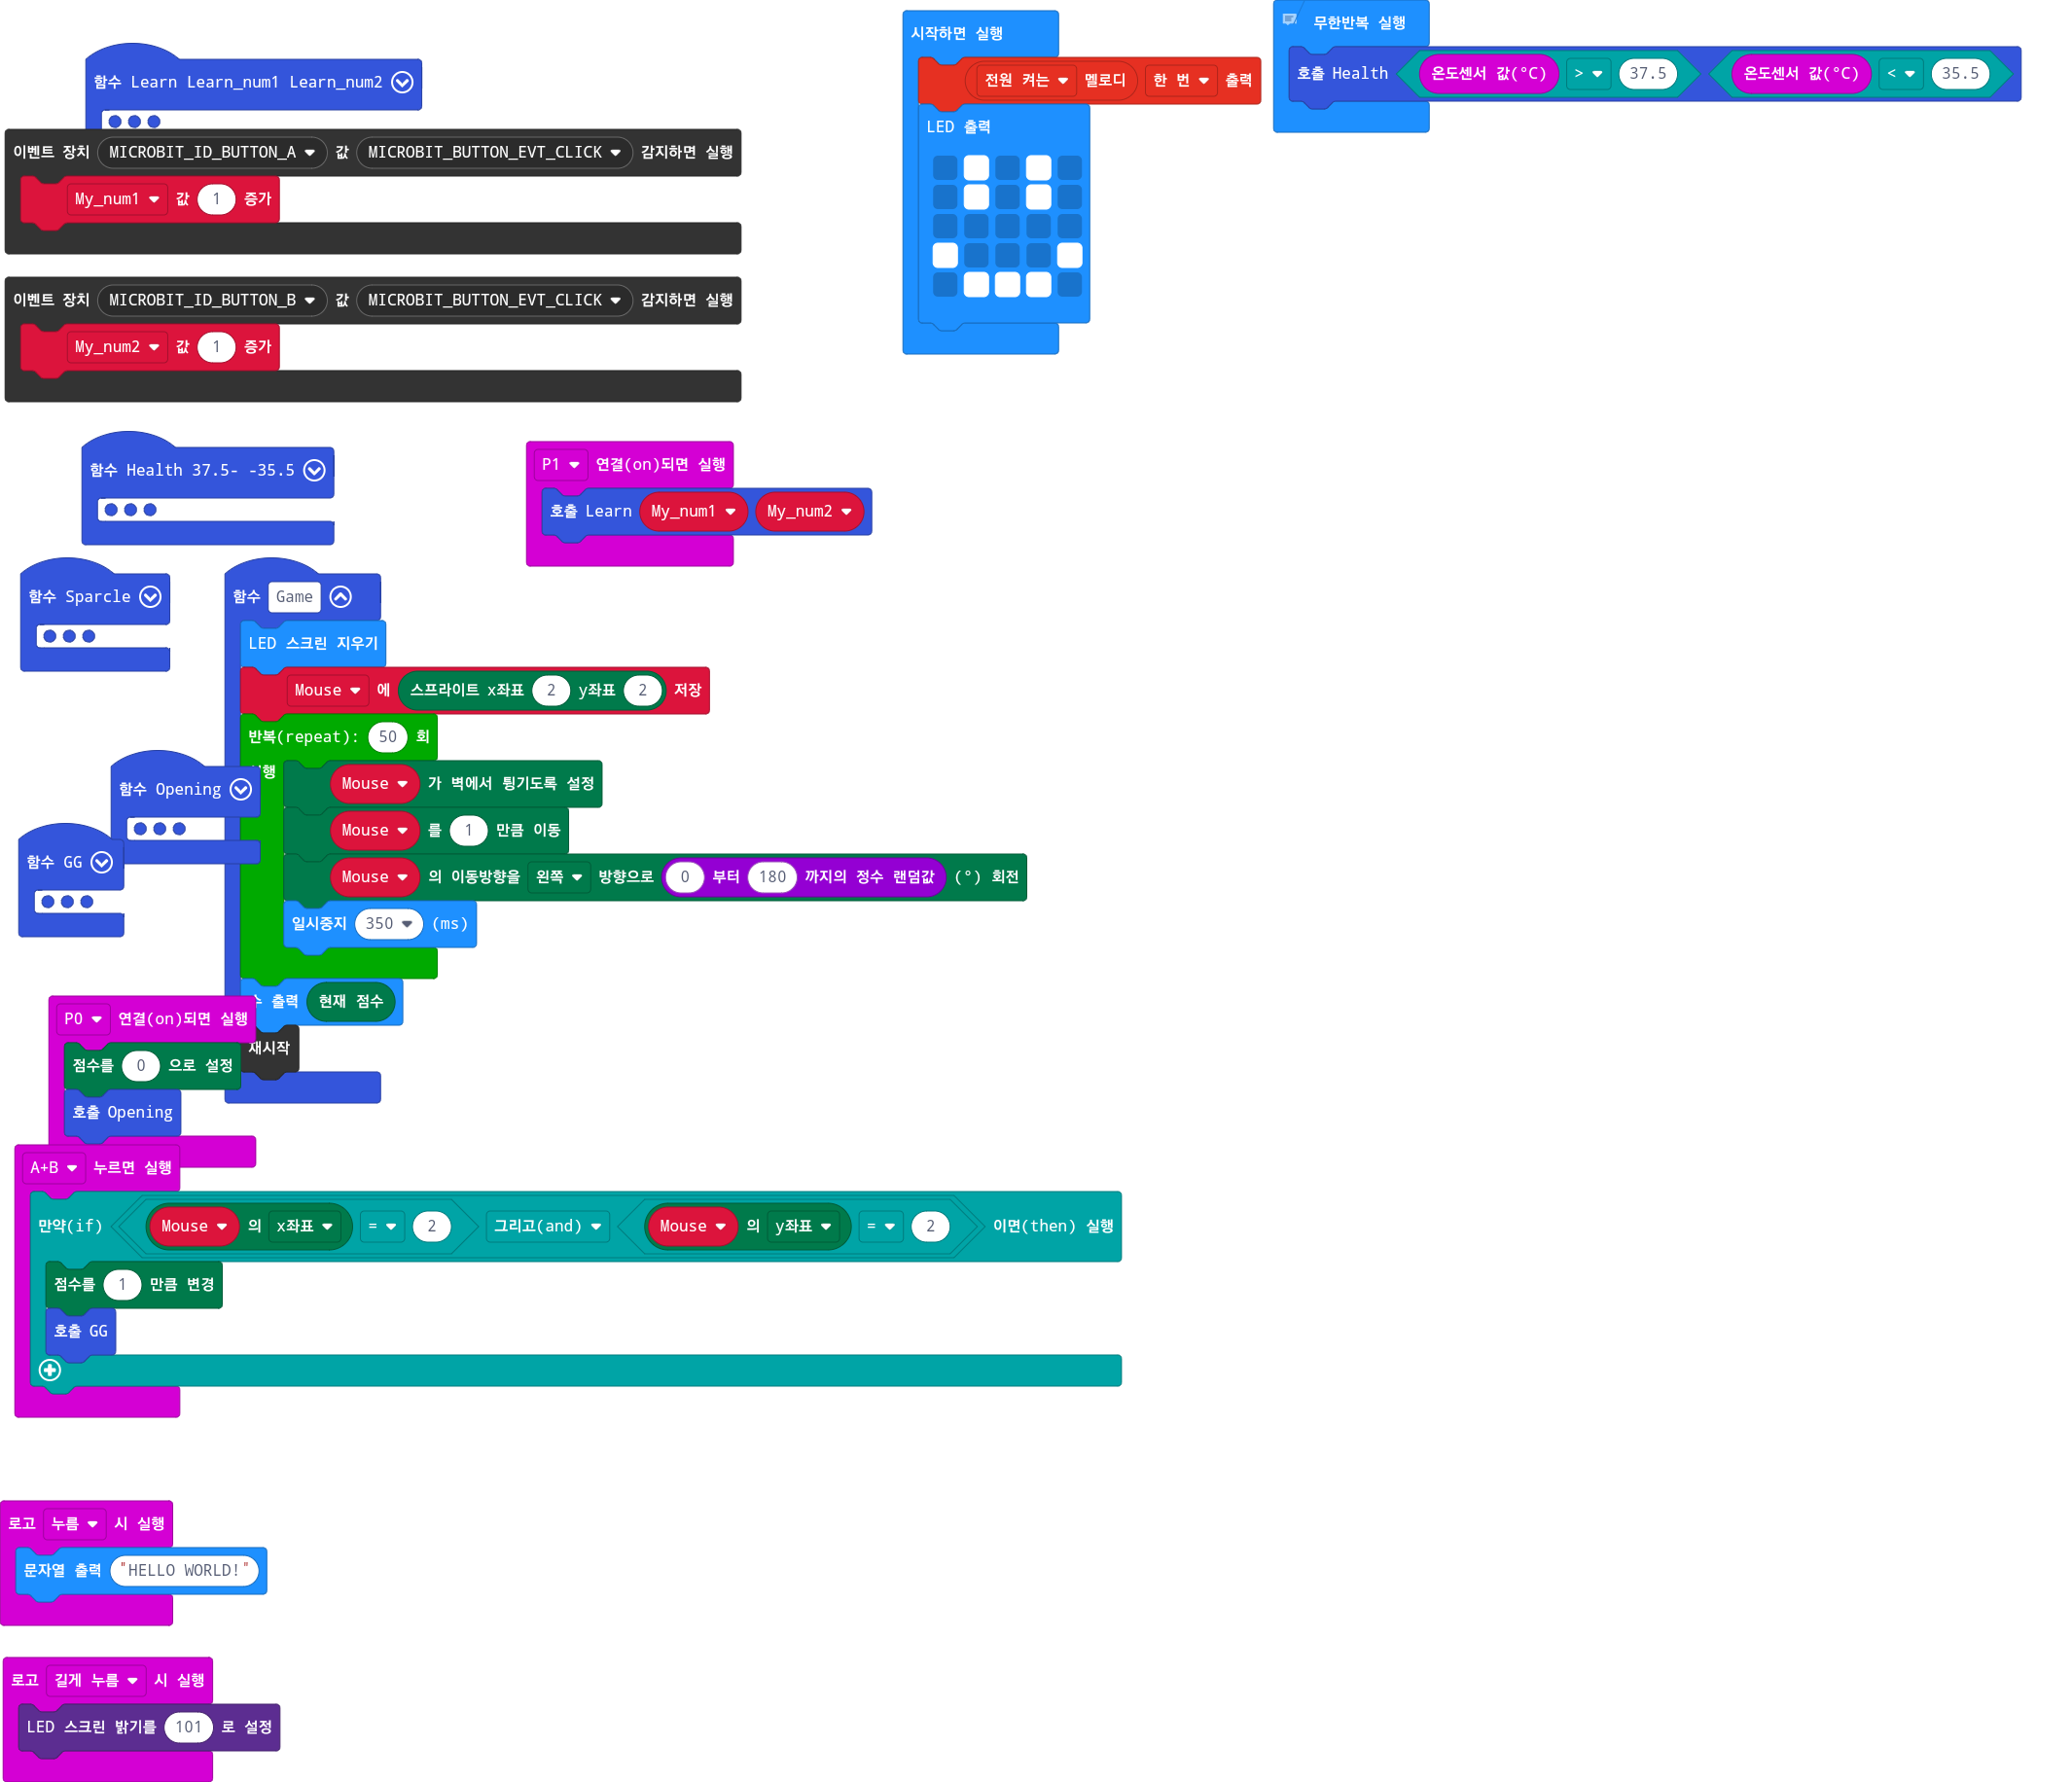 함수 Learn Learn_num1 Learn_num2
이벤트 장치 MICROBIT_ID_BUTTON_A 값 MICROBIT_BUTTON_EVT_CLICK 감지하면 실행
My_num1 값 1 증가
이벤트 장치 MICROBIT_ID_BUTTON_B 값 MICROBIT_BUTTON_EVT_CLICK 감지하면 실행
My_num2 값 1 증가
시작하면 실행
전원 켜는 멜로디 한 번 출력
LED 출력
무한반복 실행
호출 Health 온도센서 값(°C) > 37.5 온도센서 값(°C) < 35.5
함수 Health 37.5- -35.5
P1 연결(on)되면 실행
호출 Learn My_num1 My_num2
함수 Sparcle
함수 Game
LED 스크린 지우기
Mouse 에 스프라이트 x좌표 2 y좌표 2 저장
반복(repeat): 50 회
행
Mouse 가 벽에서 튕기도록 설정
Mouse 를 1 만큼 이동
Mouse 의 이동방향을 왼쪽 방향으로 0 부터 180 까지의 정수 랜덤값 (°) 회전
일시중지 350 (ms)
출력 현재 점수
재시작
함수 Opening
함수 GG
P0 연결(on)되면 실행
점수를 0 으로 설정
호출 Opening
A+B 누르면 실행
만약(if) Mouse 의 x좌표 = 2 그리고(and) Mouse 의 y좌표 = 2 이면(then) 실행
점수를 1 만큼 변경
호출 GG
로고 누름 시 실행
문자열 출력 "HELLO WORLD!"
로고 길게 누름 시 실행
LED 스크린 밝기를 101 로 설정